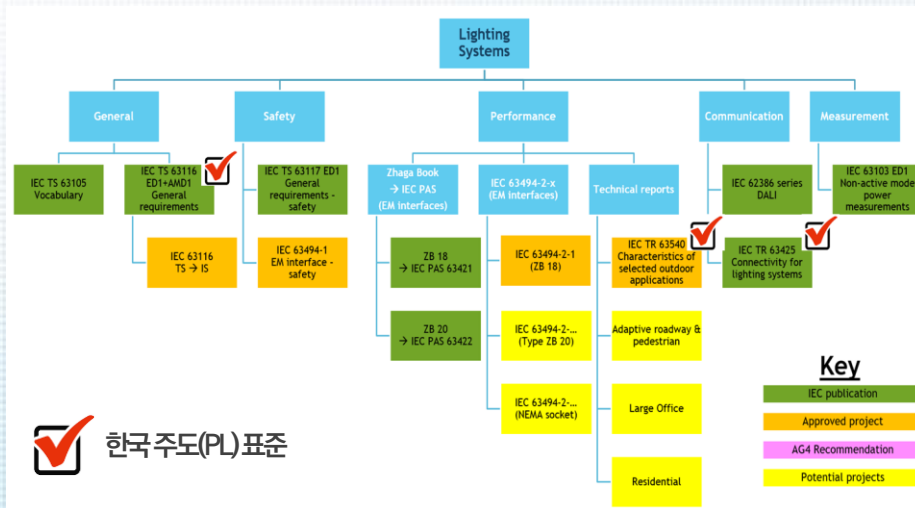 Lighting
Systems
General
Safety
Performance
Communication
Measurement
IEC TS 63105
Vocabulary
IEC TS 63116
ED1+AMD1
General
requirements
IEC TS 63117 ED1
General
requirements -
safety
Zhaga Book
→ IEC PAS
(EM interfaces)
IEC 63494-2-x
(EM interfaces)
Technical reports
IEC 62386 series
DALI
IEC 63103 ED1
Non-active mode
power
measurements
IEC 63116
TS → IS
IEC 63494-1
EM interface -
safety
ZB 18
→ IEC PAS 63421
IEC 63494-2-1
(ZB 18)
IEC TR 63540
Characteristics of
selected outdoor
applications
IEC TR 63425
Connectivity for
lighting systems
ZB 20
→ IEC PAS 63422
IEC 63494-2-...
(Type ZB 20)
Adaptive roadway &
pedestrian
IEC 63494-2-...
(NEMA socket)
Large Office
Residential
Key
IEC publication
Approved project
AG4 Recommendation
Potential projects
한국 주도(PL) 표준